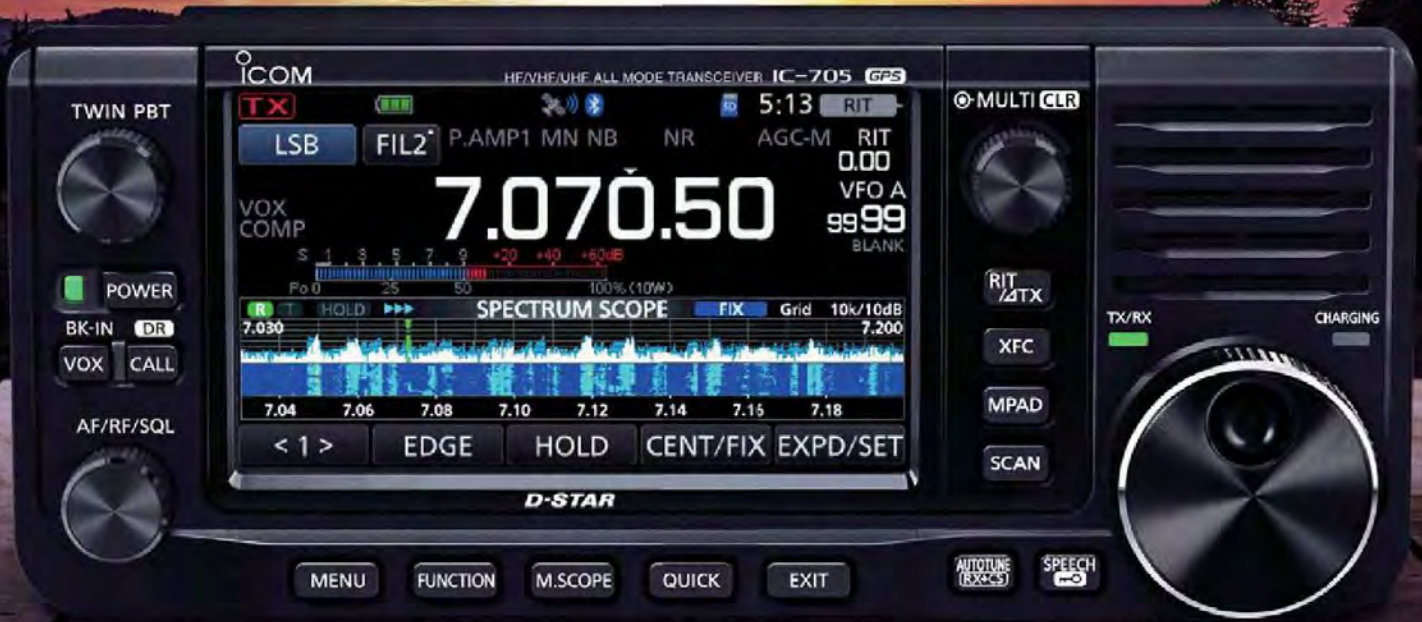 ICOM
HF/VHF/UHF ALL MODE TRANSCEIVER IC-705 GPS
TWIN PBT
MULTI CLR
TX
SD
5:13
RIT
LSB
FIL2
P.AMP1 MN NB NR AGC-M RIT
0.00
7.070.50
VFO A
9999
BLANK
VOX
COMP
S 1 3 5 7 9 +20 +40 +60dB
Po 0 25 50 100% (10W)
R T HOLD SPECTRUM SCOPE FIX Grid 10k/10dB
7.030 7.200
7.04 7.06 7.08 7.10 7.12 7.14 7.16 7.18
< 1 > EDGE HOLD CENT/FIX EXPD/SET
D-STAR
POWER
BK-IN DR
VOX CALL
AF/RF/SQL
RIT
/⊿TX
XFC
MPAD
SCAN
TX/RX CHARGING
MENU FUNCTION M.SCOPE QUICK EXIT
AUTOTUNE
(RX+CS)
SPEECH